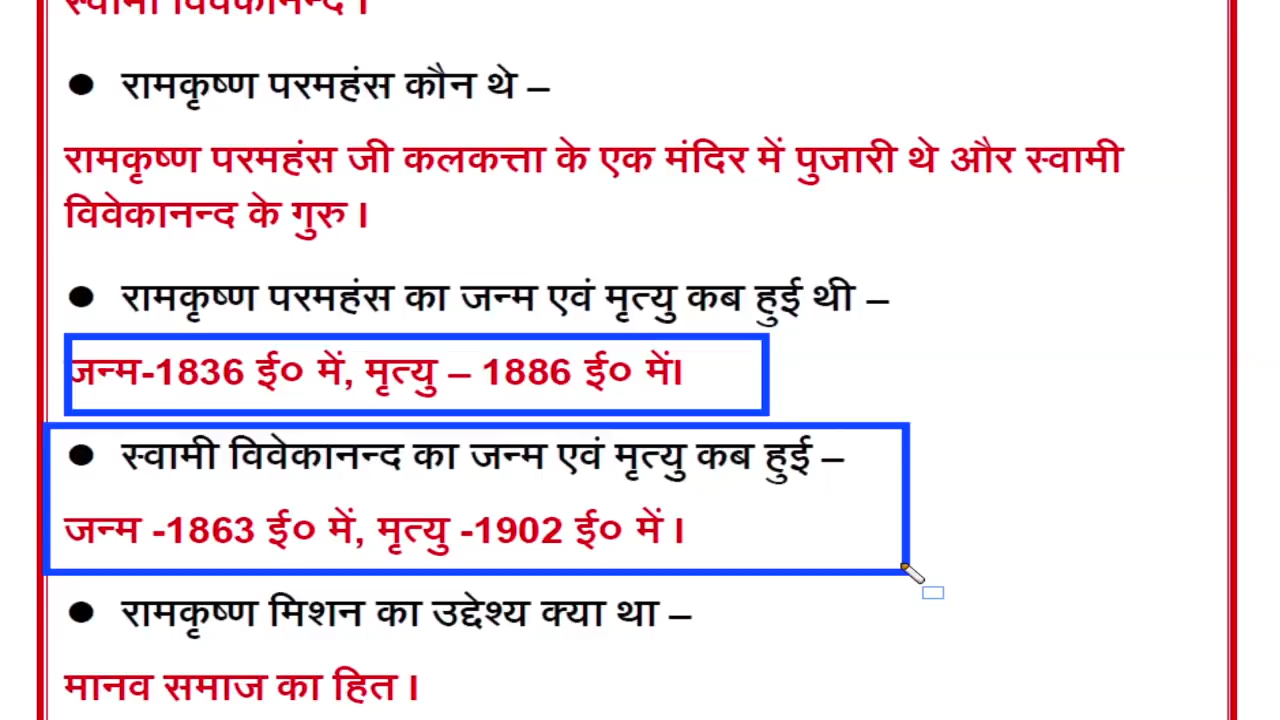 स्वामी विवेकानन्द ।
● रामकृष्ण परमहंस कौन थे –
रामकृष्ण परमहंस जी कलकत्ता के एक मंदिर में पुजारी थे और स्वामी
विवेकानन्द के गुरु ।
● रामकृष्ण परमहंस का जन्म एवं मृत्यु कब हुई थी –
जन्म-1836 ई० में, मृत्यु – 1886 ई० में।
● स्वामी विवेकानन्द का जन्म एवं मृत्यु कब हुई –
जन्म -1863 ई० में, मृत्यु -1902 ई० में ।
● रामकृष्ण मिशन का उद्देश्य क्या था –
मानव समाज का हित ।